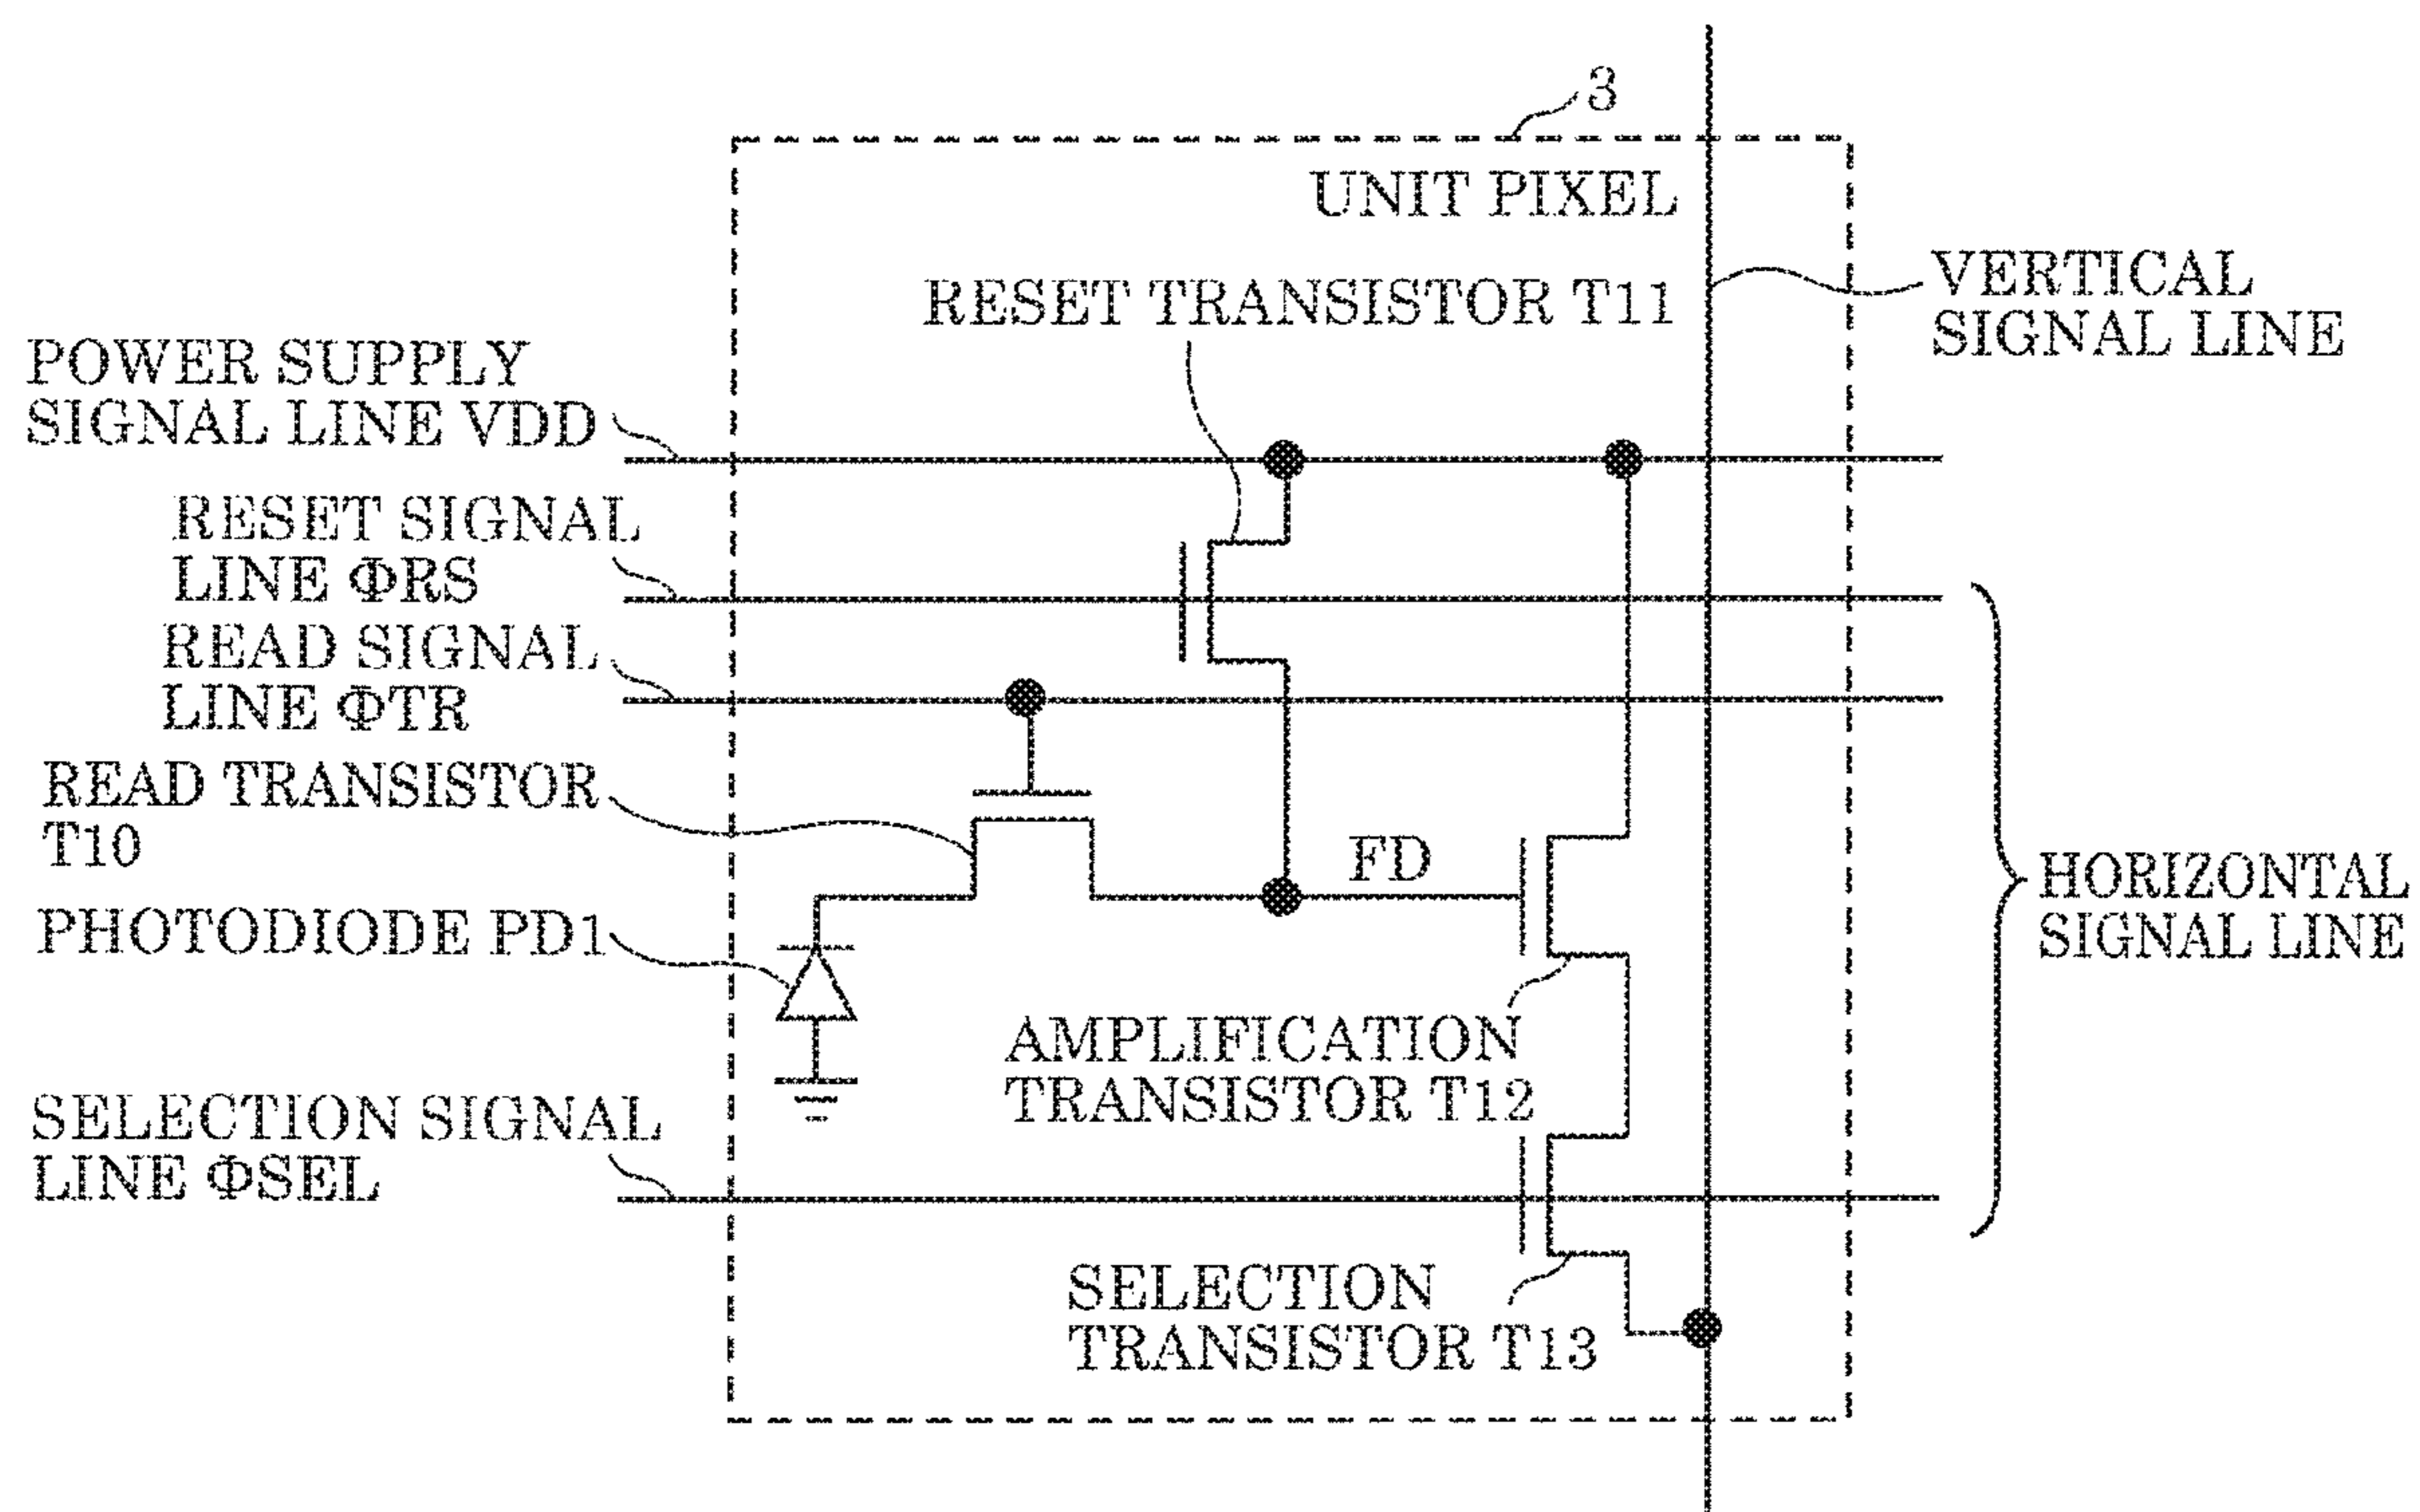 3
UNIT PIXEL
RESET TRANSISTOR T11
VERTICAL
SIGNAL LINE
POWER SUPPLY
SIGNAL LINE VDD
RESET SIGNAL
LINE ΦRS
READ SIGNAL
LINE ΦTR
READ TRANSISTOR
T10
FD
HORIZONTAL
SIGNAL LINE
PHOTODIODE PD1
AMPLIFICATION
TRANSISTOR T12
SELECTION SIGNAL
LINE ΦSEL
SELECTION
TRANSISTOR T13